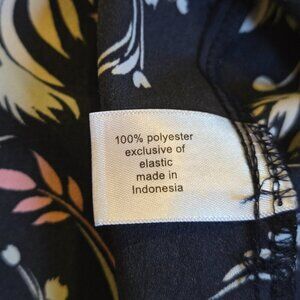 100% polyester
exclusive of
elastic
made in
Indonesia